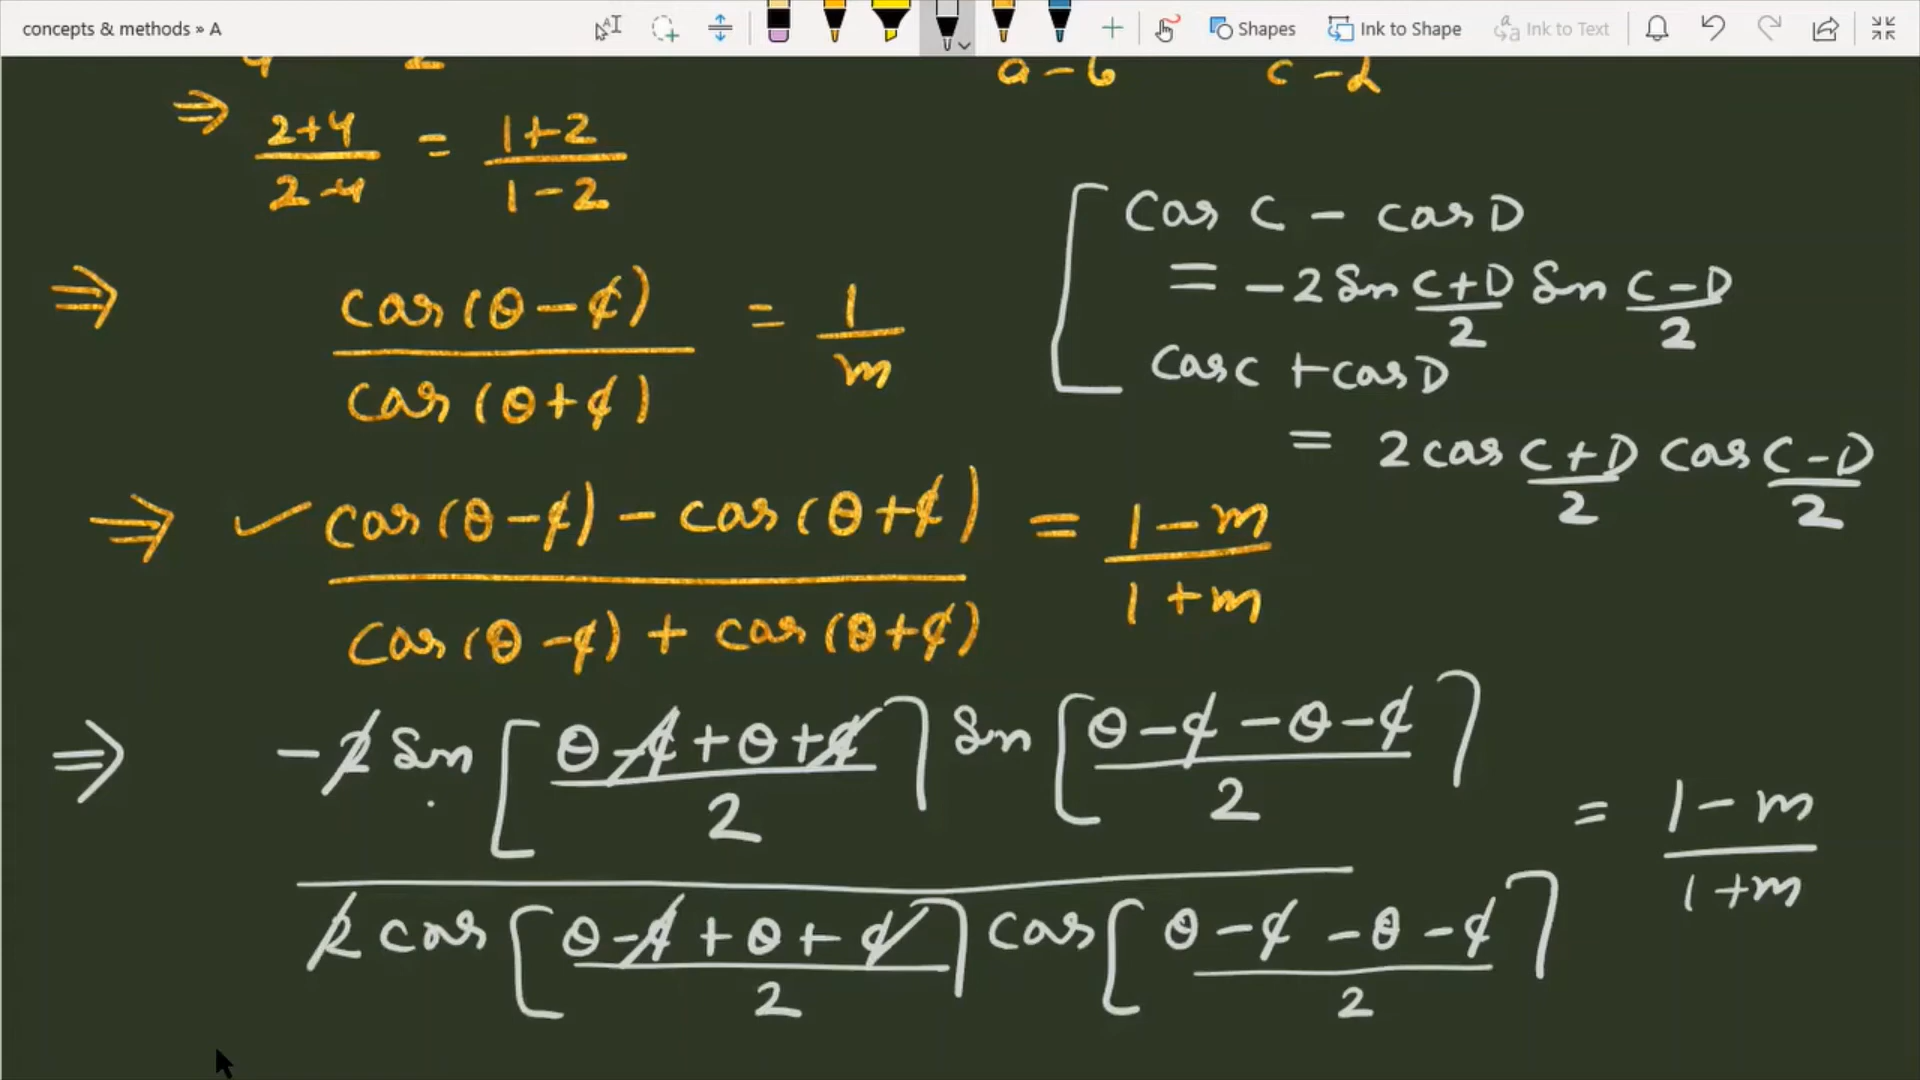 concepts & methods » A
Shapes
Ink to Shape
Ink to Text
a - b c - d
⇒ (2+4)/(2-4) = (1+2)/(1-2)
⇒ cos(θ-ϕ)/cos(θ+ϕ) = 1/m
[ cos C - cos D
= -2 Sin (C+D)/2 Sin (C-D)/2
cos C + cos D
= 2 cos (C+D)/2 cos (C-D)/2
⇒ ✓ (cos(θ-ϕ) - cos(θ+ϕ))/(cos(θ-ϕ) + cos(θ+ϕ)) = (1-m)/(1+m)
⇒ (-2 Sin [(θ-ϕ+θ+ϕ)/2] Sin [(θ-ϕ-θ-ϕ)/2])/(2 cos [(θ-ϕ+θ+ϕ)/2] cos [(θ-ϕ-θ-ϕ)/2]) = (1-m)/(1+m)